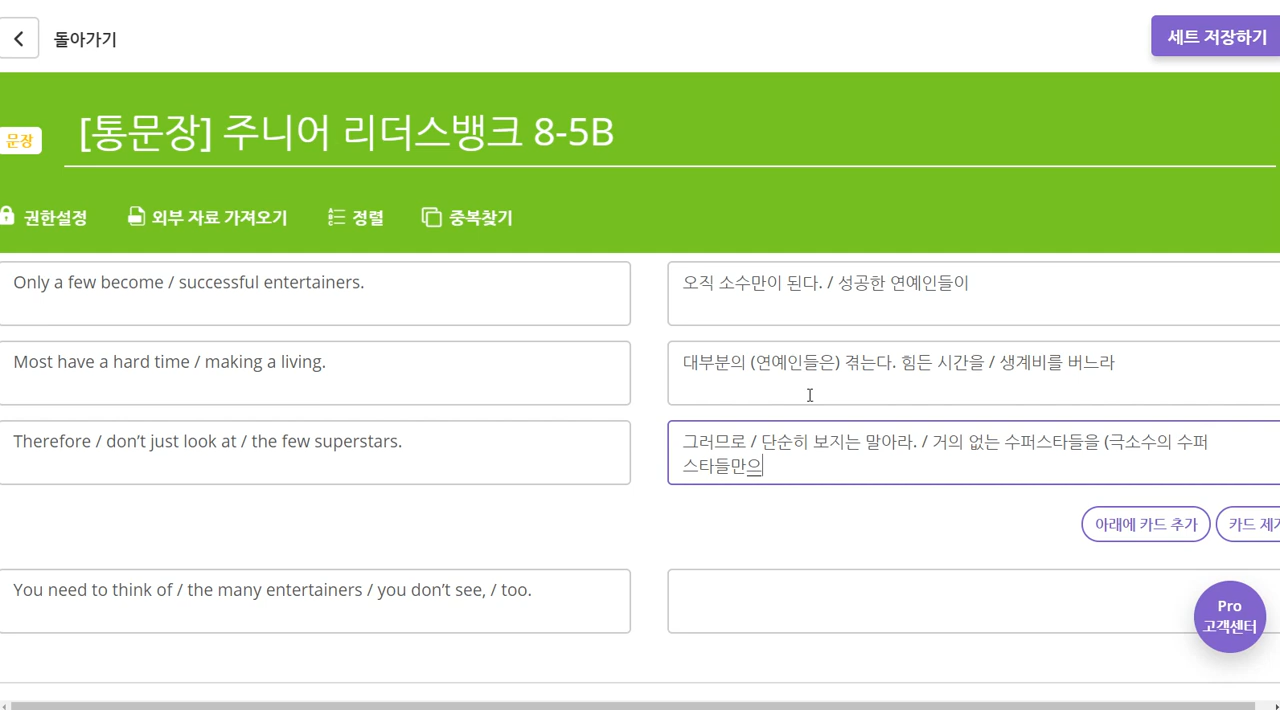 돌아가기
세트 저장하기
문장
[통문장] 주니어 리더스뱅크 8-5B
권한설정
외부 자료 가져오기
정렬
중복찾기
Only a few become / successful entertainers.
오직 소수만이 된다. / 성공한 연예인들이
Most have a hard time / making a living.
대부분의 (연예인들은) 겪는다. 힘든 시간을 / 생계비를 버느라
Therefore / don’t just look at / the few superstars.
그러므로 / 단순히 보지는 말아라. / 거의 없는 수퍼스타들을 (극소수의 수퍼
스타들만으
아래에 카드 추가
카드 제
You need to think of / the many entertainers / you don’t see, / too.
Pro
고객센터